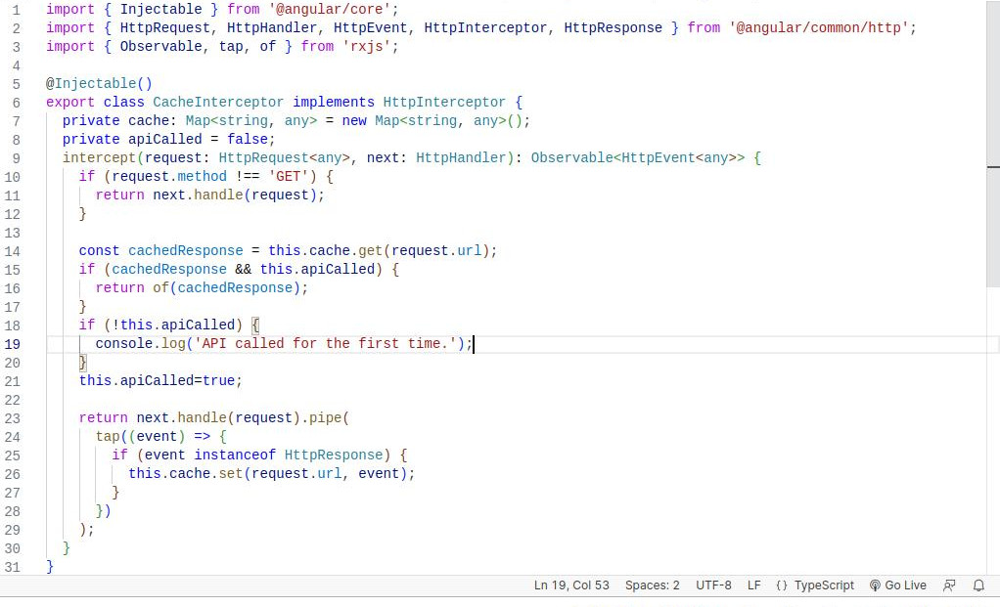 1 import { Injectable } from '@angular/core';
2 import { HttpRequest, HttpHandler, HttpEvent, HttpInterceptor, HttpResponse } from '@angular/common/http';
3 import { Observable, tap, of } from 'rxjs';
4
5 @Injectable()
6 export class CacheInterceptor implements HttpInterceptor {
7   private cache: Map<string, any> = new Map<string, any>();
8   private apiCalled = false;
9   intercept(request: HttpRequest<any>, next: HttpHandler): Observable<HttpEvent<any>> {
10     if (request.method !== 'GET') {
11       return next.handle(request);
12     }
13
14     const cachedResponse = this.cache.get(request.url);
15     if (cachedResponse && this.apiCalled) {
16       return of(cachedResponse);
17     }
18     if (!this.apiCalled) {
19       console.log('API called for the first time.');
20     }
21     this.apiCalled=true;
22
23     return next.handle(request).pipe(
24       tap((event) => {
25         if (event instanceof HttpResponse) {
26           this.cache.set(request.url, event);
27         }
28       })
29     );
30   }
31 }
Ln 19, Col 53 Spaces: 2 UTF-8 LF {} TypeScript Go Live